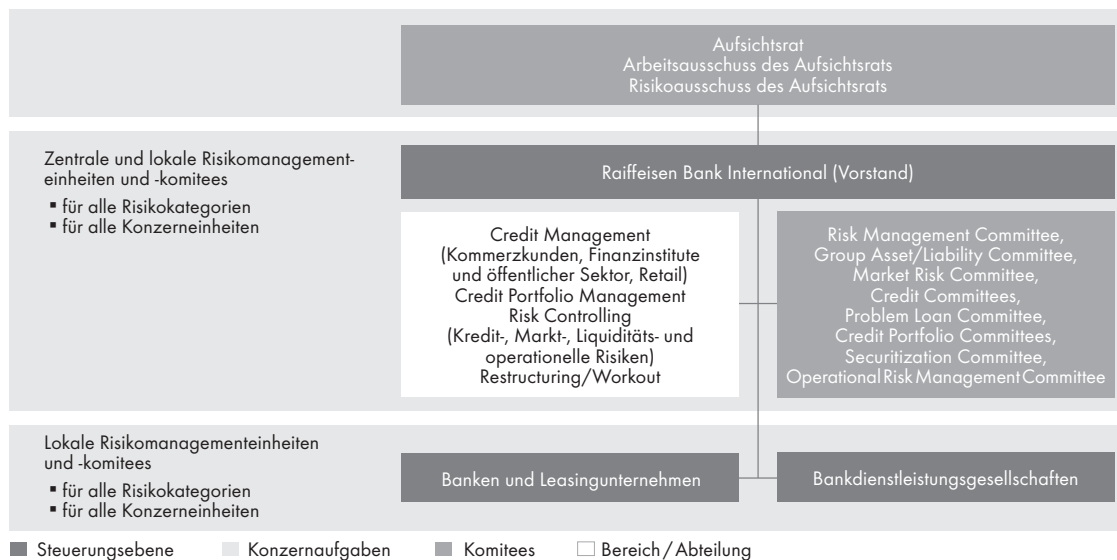 Aufsichtsrat
Arbeitsausschuss des Aufsichtsrats
Risikoausschuss des Aufsichtsrats
Zentrale und lokale Risikomanagement-
einheiten und -komitees
▪ für alle Risikokategorien
▪ für alle Konzerneinheiten
Raiffeisen Bank International (Vorstand)
Credit Management
(Kommerzkunden, Finanzinstitute
und öffentlicher Sektor, Retail)
Credit Portfolio Management
Risk Controlling
(Kredit-, Markt-, Liquiditäts- und
operationelle Risiken)
Restructuring/Workout
Risk Management Committee,
Group Asset/Liability Committee,
Market Risk Committee,
Credit Committees,
Problem Loan Committee,
Credit Portfolio Committees,
Securitization Committee,
Operational Risk Management Committee
Lokale Risikomanagementeinheiten
und -komitees
▪ für alle Risikokategorien
▪ für alle Konzerneinheiten
Banken und Leasingunternehmen
Bankdienstleistungsgesellschaften
Steuerungsebene
Konzernaufgaben
Komitees
Bereich/Abteilung